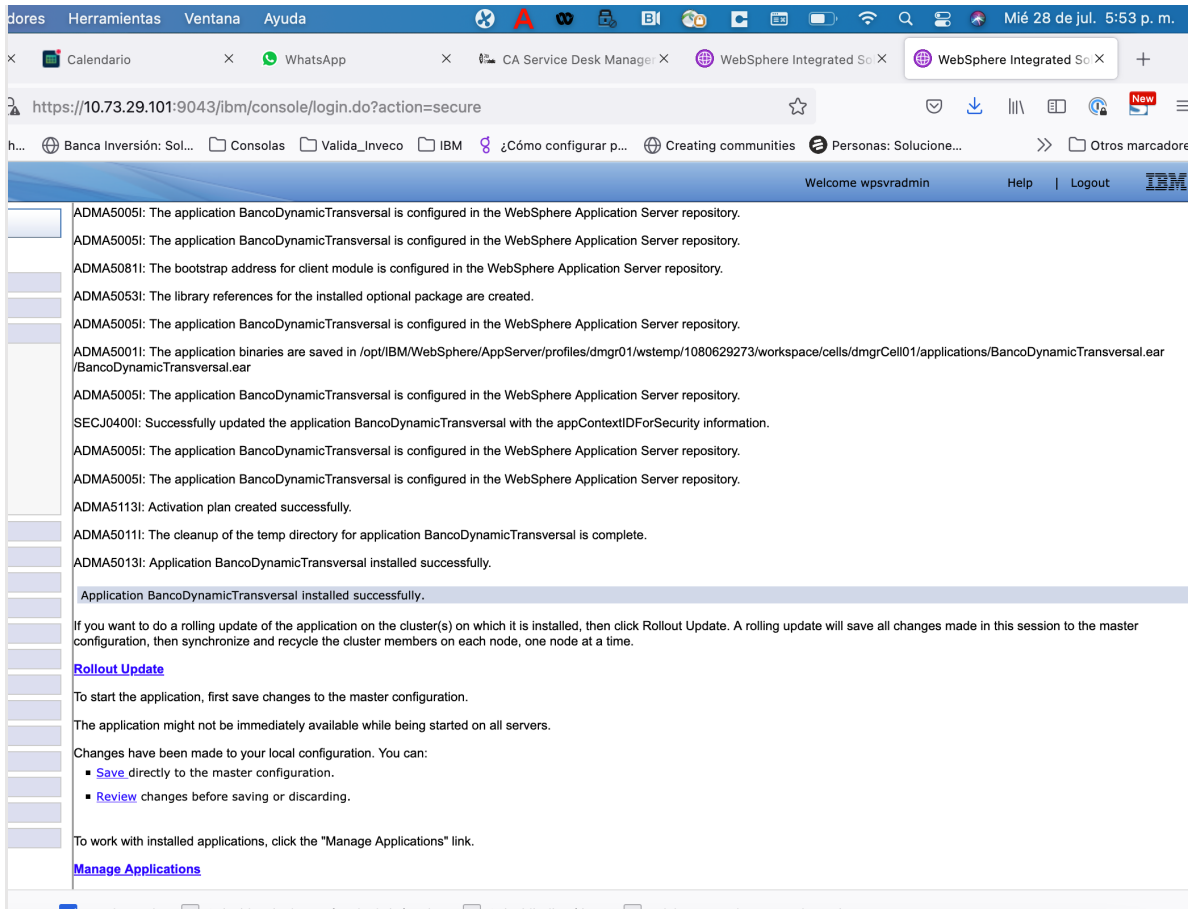 dores Herramientas Ventana Ayuda Mié 28 de jul. 5:53 p. m.
Calendario WhatsApp CA Service Desk Manager WebSphere Integrated Sol WebSphere Integrated Sol
https://10.73.29.101:9043/ibm/console/login.do?action=secure New
h... Banca Inversión: Sol... Consolas Valida_Inveco IBM ¿Cómo configurar p... Creating communities Personas: Solucione... Otros marcadore
Welcome wpsvradmin Help | Logout IBM
ADMA5005I: The application BancoDynamicTransversal is configured in the WebSphere Application Server repository.
ADMA5005I: The application BancoDynamicTransversal is configured in the WebSphere Application Server repository.
ADMA5081I: The bootstrap address for client module is configured in the WebSphere Application Server repository.
ADMA5053I: The library references for the installed optional package are created.
ADMA5005I: The application BancoDynamicTransversal is configured in the WebSphere Application Server repository.
ADMA5001I: The application binaries are saved in /opt/IBM/WebSphere/AppServer/profiles/dmgr01/wstemp/1080629273/workspace/cells/dmgrCell01/applications/BancoDynamicTransversal.ear
/BancoDynamicTransversal.ear
ADMA5005I: The application BancoDynamicTransversal is configured in the WebSphere Application Server repository.
SECJ0400I: Successfully updated the application BancoDynamicTransversal with the appContextIDForSecurity information.
ADMA5005I: The application BancoDynamicTransversal is configured in the WebSphere Application Server repository.
ADMA5005I: The application BancoDynamicTransversal is configured in the WebSphere Application Server repository.
ADMA5113I: Activation plan created successfully.
ADMA5011I: The cleanup of the temp directory for application BancoDynamicTransversal is complete.
ADMA5013I: Application BancoDynamicTransversal installed successfully.
Application BancoDynamicTransversal installed successfully.
If you want to do a rolling update of the application on the cluster(s) on which it is installed, then click Rollout Update. A rolling update will save all changes made in this session to the master
configuration, then synchronize and recycle the cluster members on each node, one node at a time.
Rollout Update
To start the application, first save changes to the master configuration.
The application might not be immediately available while being started on all servers.
Changes have been made to your local configuration. You can:
Save directly to the master configuration.
Review changes before saving or discarding.
To work with installed applications, click the "Manage Applications" link.
Manage Applications